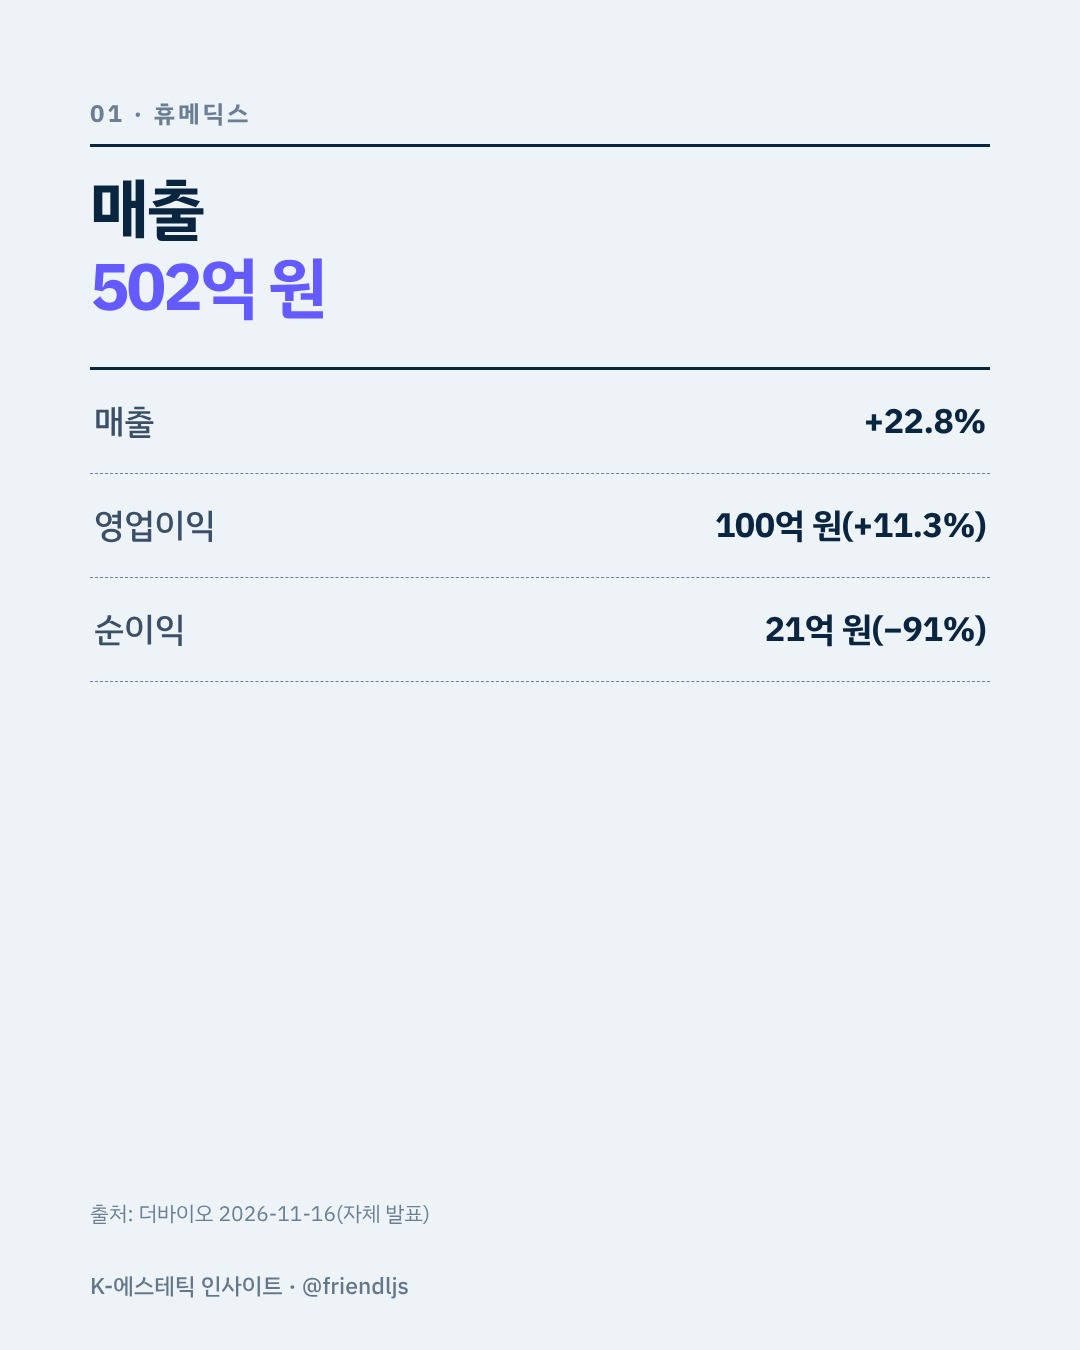 01 · 휴메딕스
매출
502억 원
매출 +22.8%
영업이익 100억 원(+11.3%)
순이익 21억 원(−91%)
출처: 더바이오 2026-11-16(자체 발표)
K-에스테틱 인사이트 · @friendljs